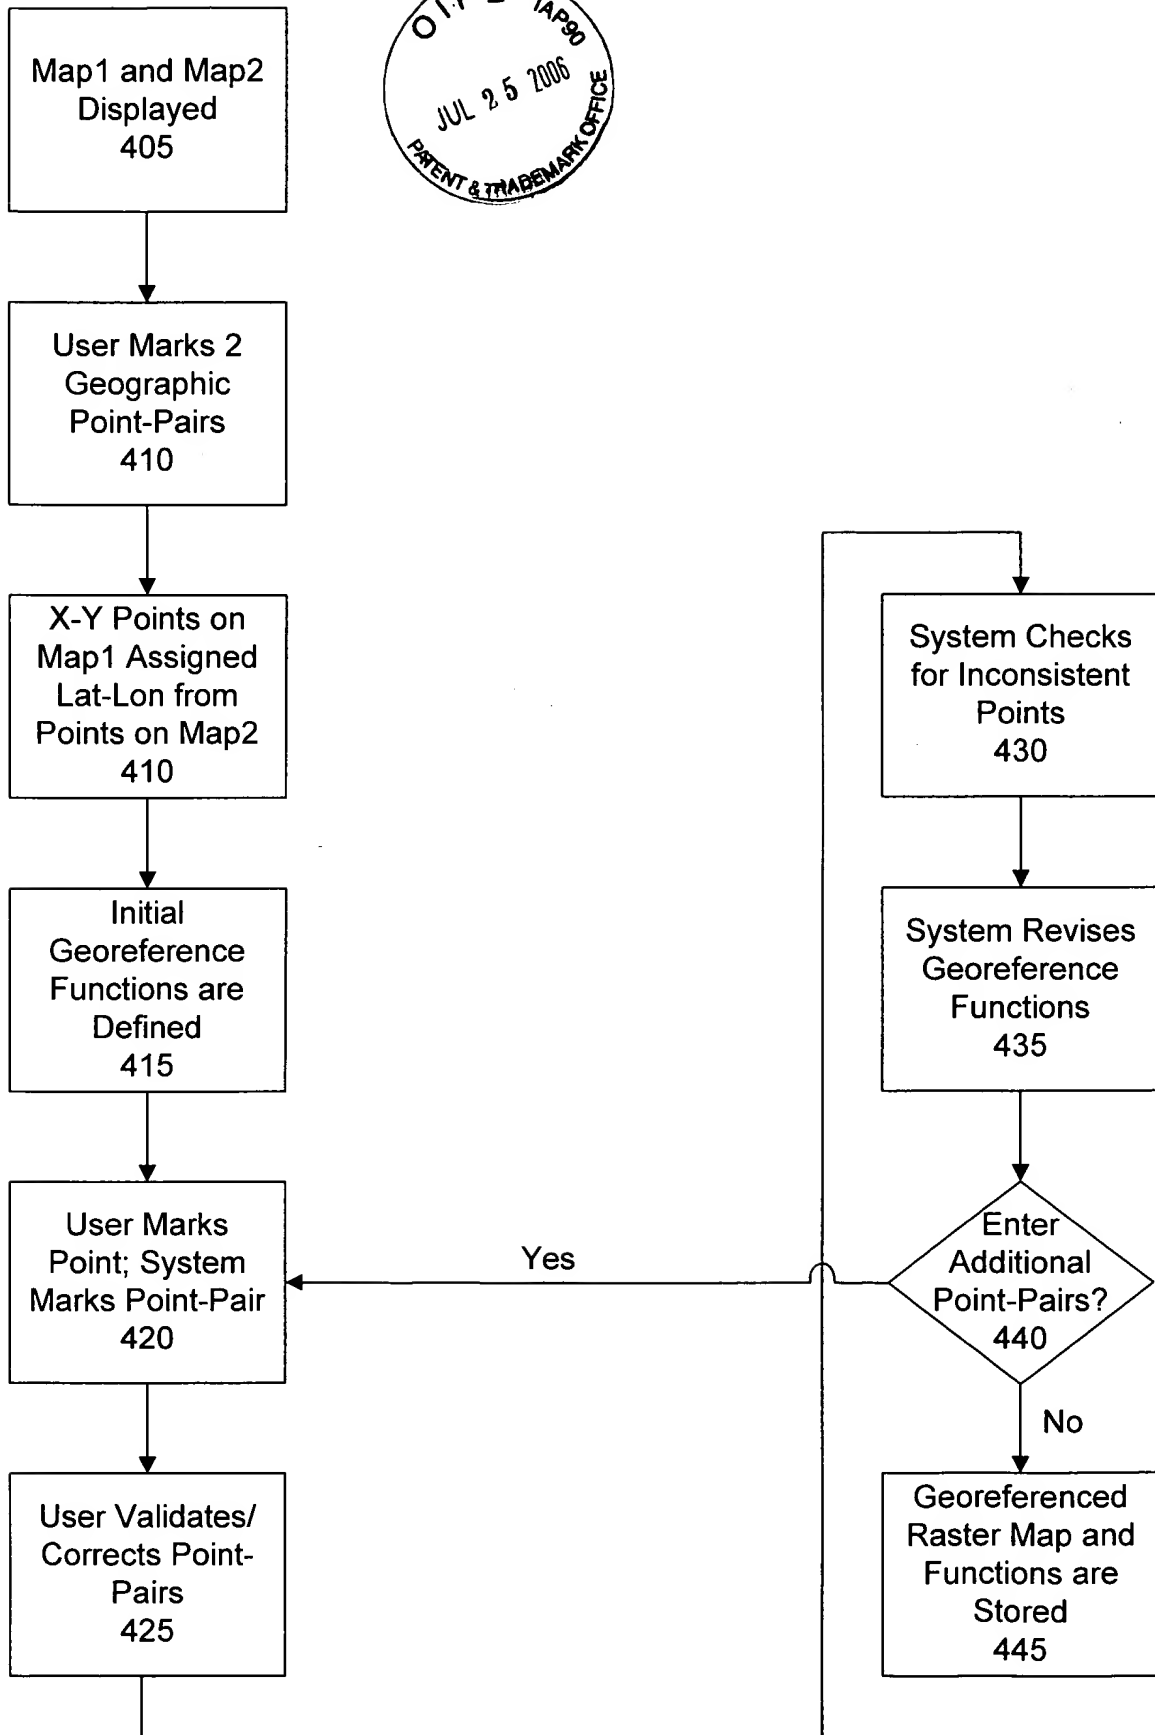 Map1 and Map2
Displayed
405
JUL 25 2006
PATENT & TRADEMARK OFFICE
User Marks 2
Geographic
Point-Pairs
410
X-Y Points on
Map1 Assigned
Lat-Lon from
Points on Map2
410
Initial
Georeference
Functions are
Defined
415
User Marks
Point; System
Marks Point-Pair
420
User Validates/
Corrects Point-
Pairs
425
System Checks
for Inconsistent
Points
430
System Revises
Georeference
Functions
435
Enter
Additional
Point-Pairs?
440
Yes
No
Georeferenced
Raster Map and
Functions are
Stored
445